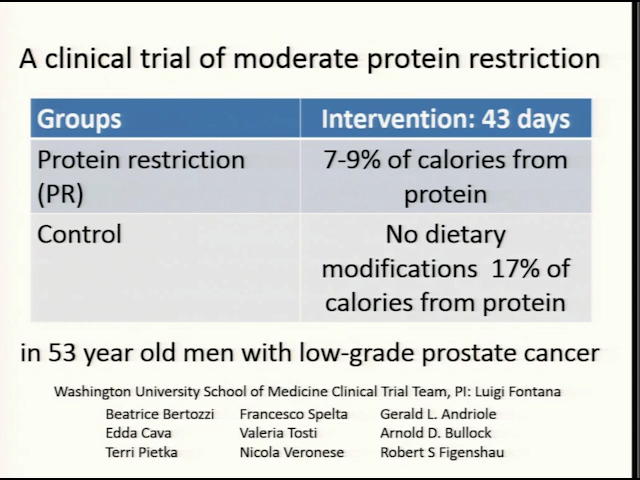 A clinical trial of moderate protein restriction
Groups
Intervention: 43 days
Protein restriction (PR)
7-9% of calories from protein
Control
No dietary modifications 17% of calories from protein
in 53 year old men with low-grade prostate cancer
Washington University School of Medicine Clinical Trial Team, PI: Luigi Fontana
Beatrice Bertozzi Francesco Spelta Gerald L. Andriole
Edda Cava Valeria Tosti Arnold D. Bullock
Terri Pietka Nicola Veronese Robert S Figenshau